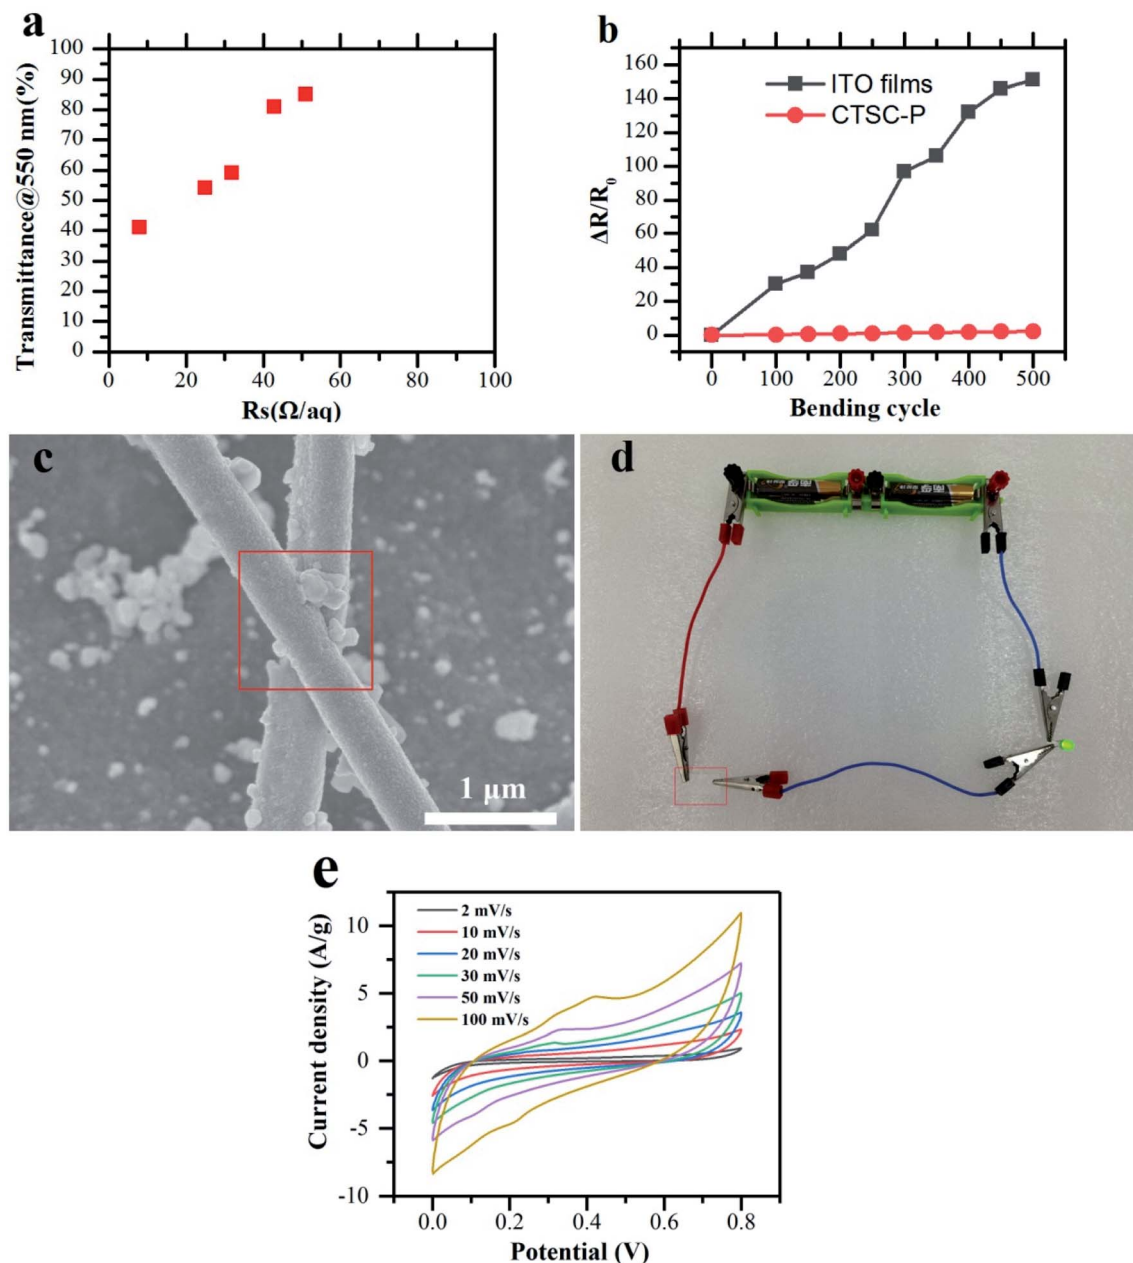 a
Transmittance@550 nm(%)
100
90
80
70
60
50
40
30
20
10
0
0 20 40 60 80 100
Rs(Ω/aq)
b
ΔR/R0
160
140
120
100
80
60
40
20
0
ITO films
CTSC-P
0 100 200 300 400 500
Bending cycle
c
1 μm
d
e
Current density (A/g)
10
5
0
-5
-10
2 mV/s
10 mV/s
20 mV/s
30 mV/s
50 mV/s
100 mV/s
0.0 0.2 0.4 0.6 0.8
Potential (V)